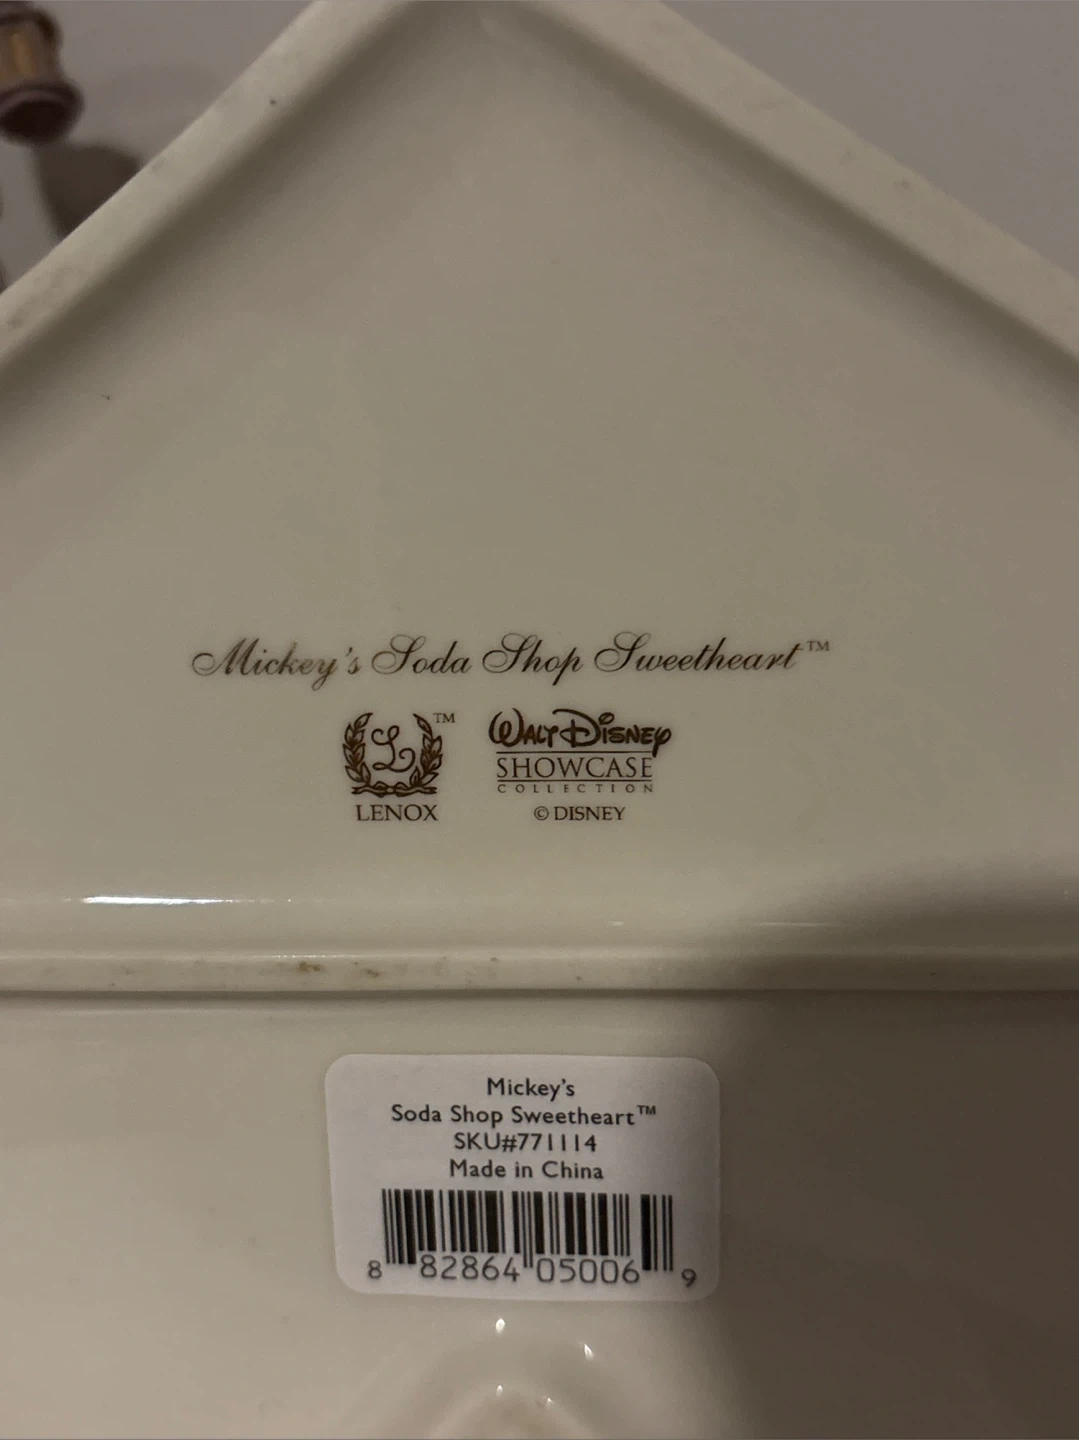 Mickey's Soda Shop Sweetheart™
L ™
LENOX
WALT DISNEY
SHOWCASE
COLLECTION
© DISNEY
Mickey's
Soda Shop Sweetheart™
SKU#771114
Made in China
8 82864 05006 9